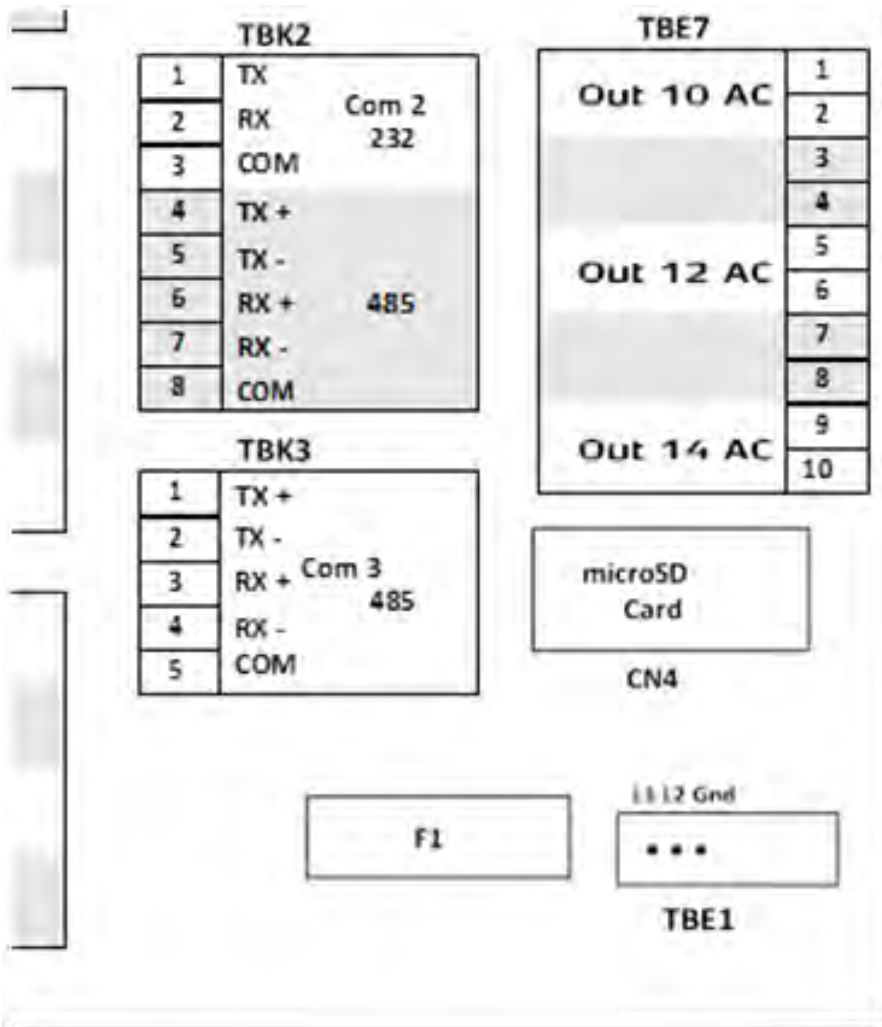 TBK2
1 TX
2 RX
3 COM
Com 2
232
4 TX +
5 TX -
6 RX +
7 RX -
8 COM
485
TBK3
1 TX +
2 TX -
3 RX +
4 RX -
5 COM
Com 3
485
TBE7
Out 10 AC
1
2
3
4
Out 12 AC
5
6
7
8
Out 14 AC
9
10
microSD
Card
CN4
F1
L1 L2 Gnd
TBE1